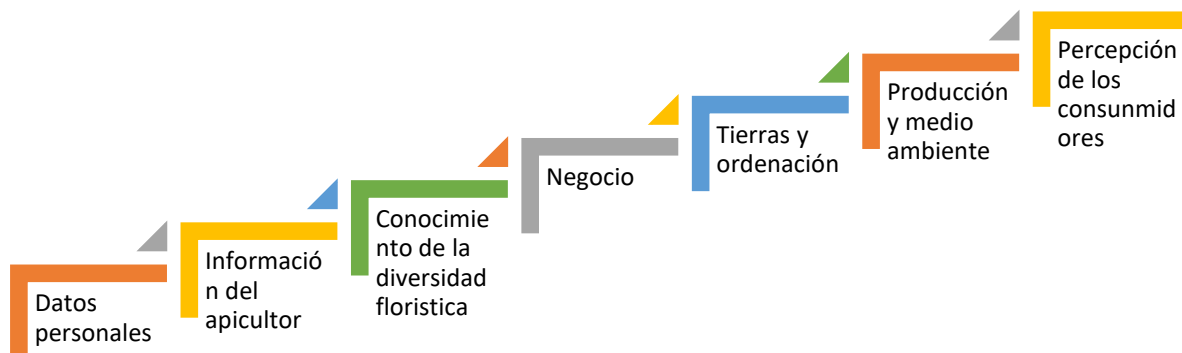 Datos
personales
Informació
n del
apicultor
Conocimie
nto de la
diversidad
floristica
Negocio
Tierras y
ordenación
Producción
y medio
ambiente
Percepción
de los
consunmid
ores